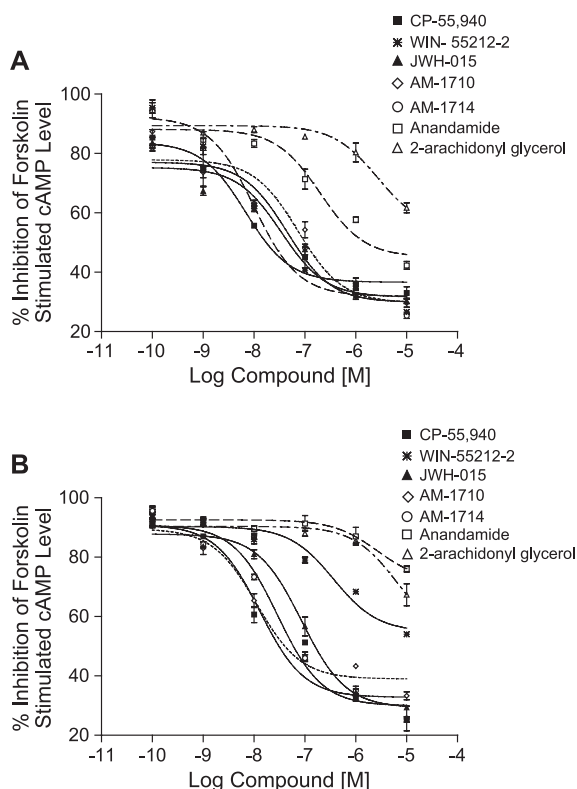 A
CP-55,940
WIN- 55212-2
JWH-015
AM-1710
AM-1714
Anandamide
2-arachidonyl glycerol
% Inhibition of Forskolin
Stimulated cAMP Level
100
80
60
40
20
-11 -10 -9 -8 -7 -6 -5 -4
Log Compound [M]
B
CP-55,940
WIN-55212-2
JWH-015
AM-1710
AM-1714
Anandamide
2-arachidonyl glycerol
% Inhibition of Forskolin
Stimulated cAMP Level
100
80
60
40
20
-11 -10 -9 -8 -7 -6 -5 -4
Log Compound [M]